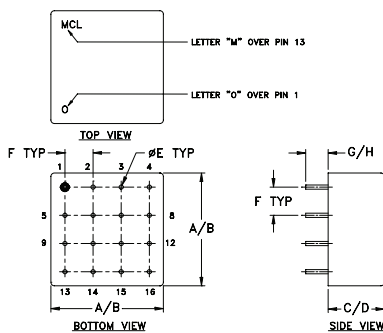 MCL
LETTER "M" OVER PIN 13
LETTER "O" OVER PIN 1
O
TOP VIEW
F TYP
ØE TYP
G/H
1 2 3 4
F TYP
5 8
A/B
9 12
13 14 15 16
A/B
C/D
BOTTOM VIEW
SIDE VIEW